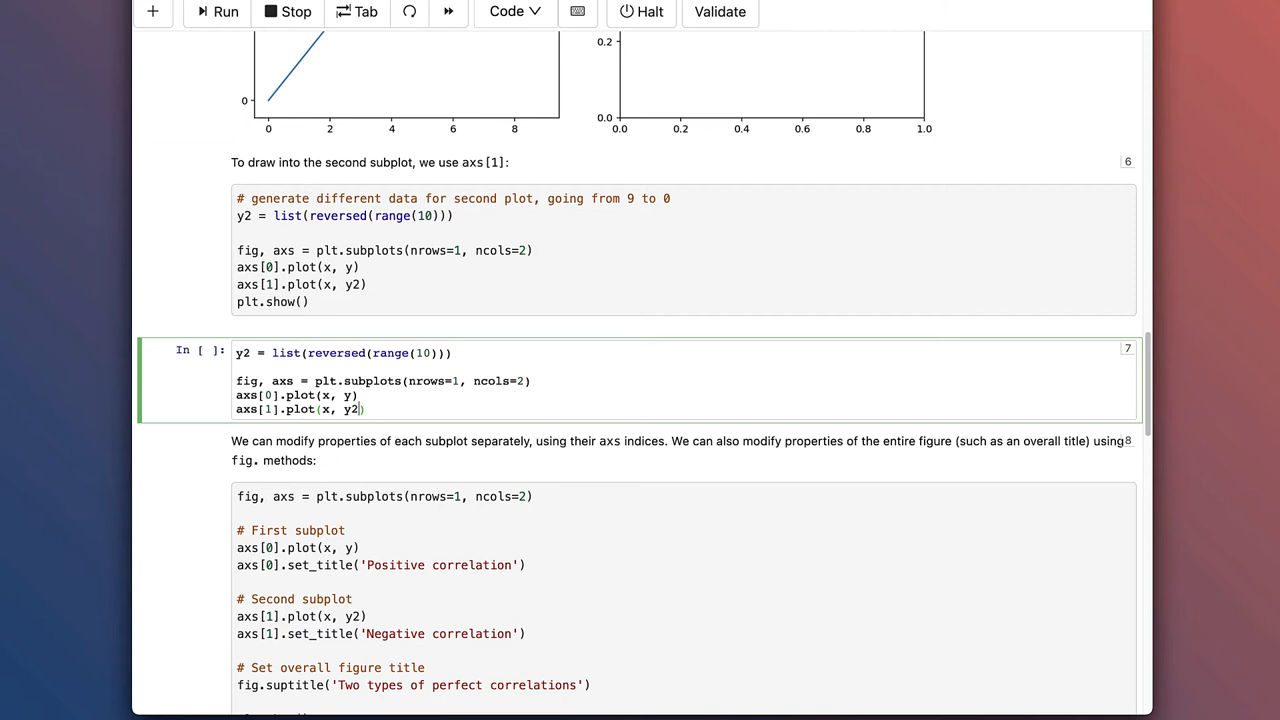 + Run Stop Tab Code Halt Validate
0.2
0 0.0
0 2 4 6 8 0.0 0.2 0.4 0.6 0.8 1.0
To draw into the second subplot, we use axs[1]: 6
# generate different data for second plot, going from 9 to 0
y2 = list(reversed(range(10)))
fig, axs = plt.subplots(nrows=1, ncols=2)
axs[0].plot(x, y)
axs[1].plot(x, y2)
plt.show()
In [ ]: y2 = list(reversed(range(10))) 7
fig, axs = plt.subplots(nrows=1, ncols=2)
axs[0].plot(x, y)
axs[1].plot(x, y2)
We can modify properties of each subplot separately, using their axs indices. We can also modify properties of the entire figure (such as an overall title) using 8
fig. methods:
fig, axs = plt.subplots(nrows=1, ncols=2)
# First subplot
axs[0].plot(x, y)
axs[0].set_title('Positive correlation')
# Second subplot
axs[1].plot(x, y2)
axs[1].set_title('Negative correlation')
# Set overall figure title
fig.suptitle('Two types of perfect correlations')